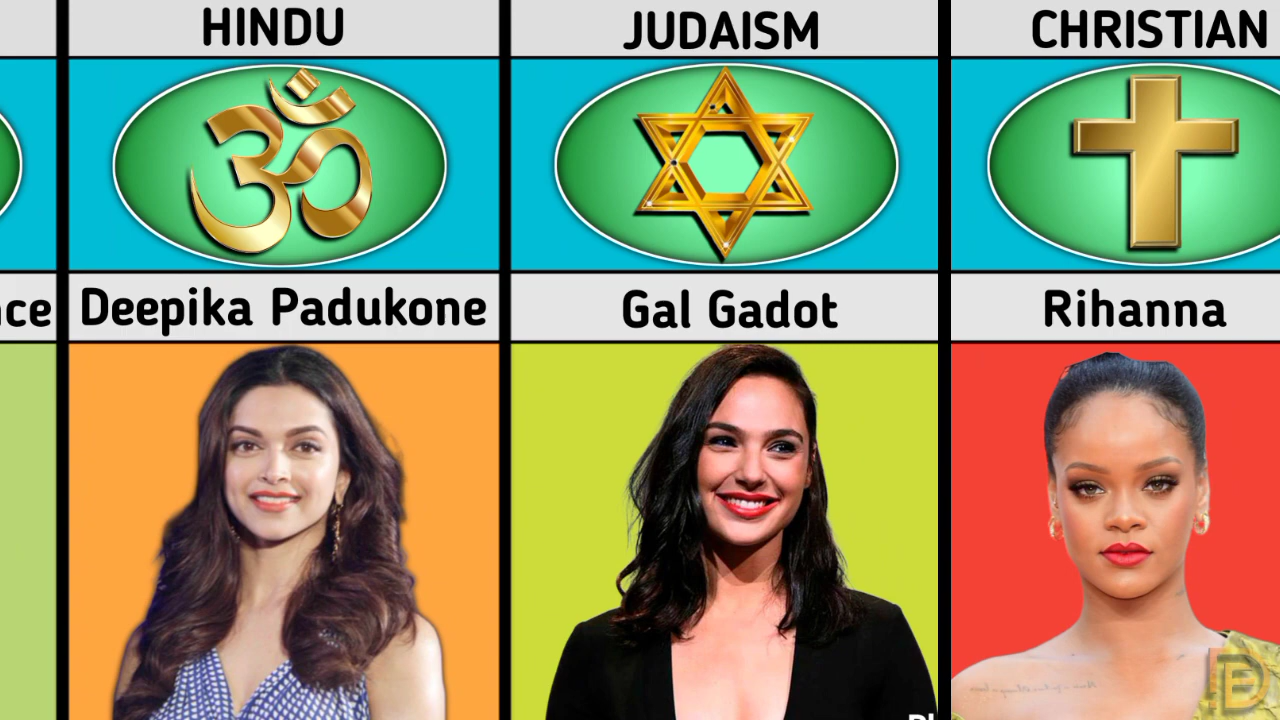 HINDU
JUDAISM
CHRISTIAN
Deepika Padukone
Gal Gadot
Rihanna